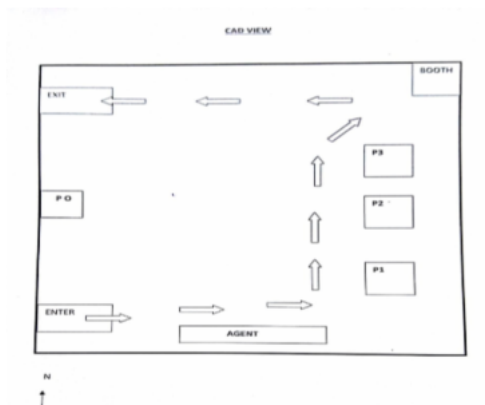 CAD VIEW
BOOTH
EXIT
P3
P2
P O
P1
ENTER
AGENT
N